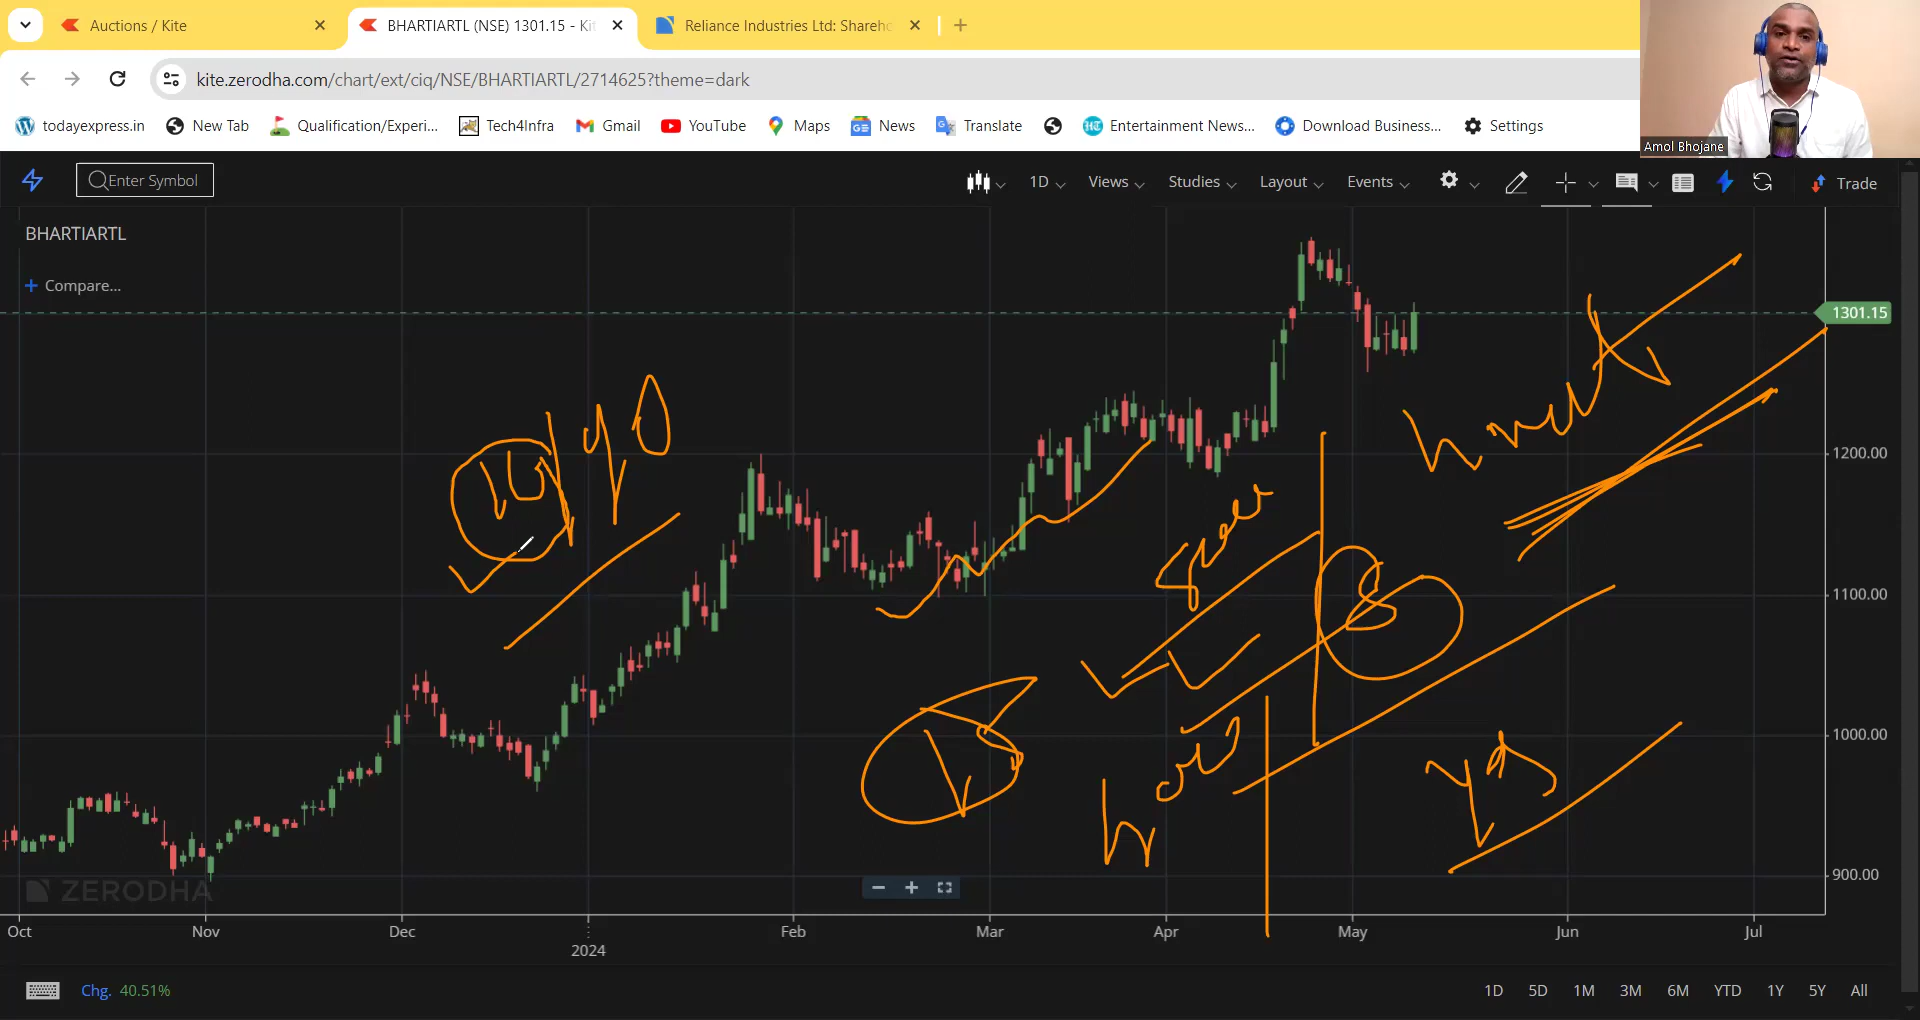 Auctions / Kite
BHARTIARTL (NSE) 1301.15 - Kit
Reliance Industries Ltd: Shareho
kite.zerodha.com/chart/ext/ciq/NSE/BHARTIARTL/2714625?theme=dark
todayexpress.in New Tab Qualification/Experi... Tech4Infra Gmail YouTube Maps News Translate Entertainment News... Download Business... Settings
Amol Bhojane
Enter Symbol 1D Views Studies Layout Events Trade
BHARTIARTL
+ Compare...
1301.15
1200.00
1100.00
1000.00
900.00
hold
ZERODHA
Oct Nov Dec 2024 Feb Mar Apr May Jun Jul
Chg. 40.51%
1D 5D 1M 3M 6M YTD 1Y 5Y All